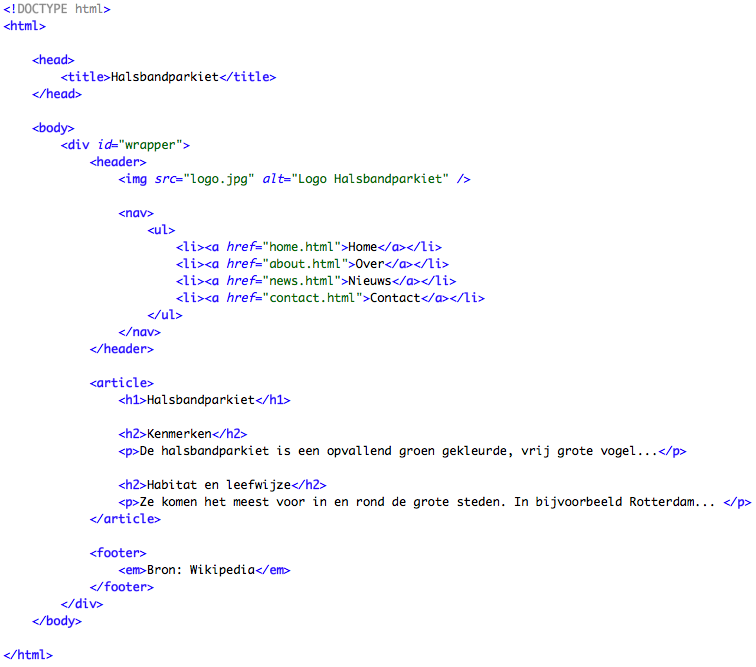 <!DOCTYPE html>
<html>
<head>
<title>Halsbandparkiet</title>
</head>
<body>
<div id="wrapper">
<header>
<img src="logo.jpg" alt="Logo Halsbandparkiet" />
<nav>
<ul>
<li><a href="home.html">Home</a></li>
<li><a href="about.html">Over</a></li>
<li><a href="news.html">Nieuws</a></li>
<li><a href="contact.html">Contact</a></li>
</ul>
</nav>
</header>
<article>
<h1>Halsbandparkiet</h1>
<h2>Kenmerken</h2>
<p>De halsbandparkiet is een opvallend groen gekleurde, vrij grote vogel...</p>
<h2>Habitat en leefwijze</h2>
<p>Ze komen het meest voor in en rond de grote steden. In bijvoorbeeld Rotterdam... </p>
</article>
<footer>
<em>Bron: Wikipedia</em>
</footer>
</div>
</body>
</html>